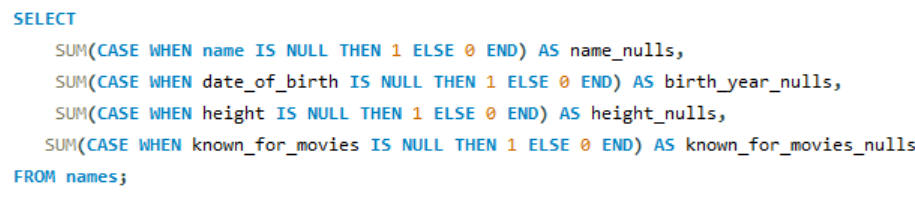 SELECT
SUM(CASE WHEN name IS NULL THEN 1 ELSE 0 END) AS name_nulls,
SUM(CASE WHEN date_of_birth IS NULL THEN 1 ELSE 0 END) AS birth_year_nulls,
SUM(CASE WHEN height IS NULL THEN 1 ELSE 0 END) AS height_nulls,
SUM(CASE WHEN known_for_movies IS NULL THEN 1 ELSE 0 END) AS known_for_movies_nulls
FROM names;